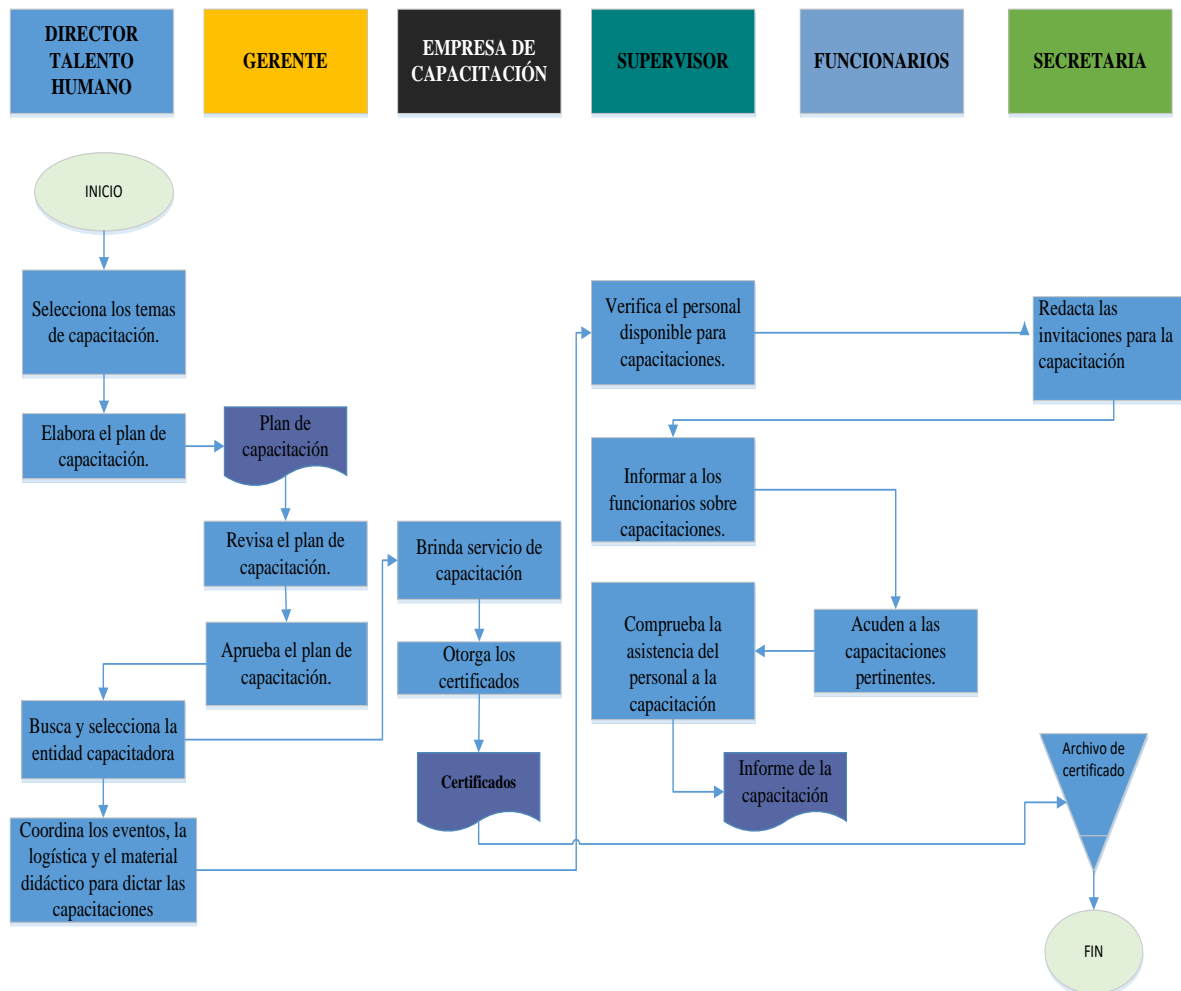 DIRECTOR
TALENTO
HUMANO
GERENTE
EMPRESA DE
CAPACITACIÓN
SUPERVISOR
FUNCIONARIOS
SECRETARIA
INICIO
Selecciona los temas
de capacitación.
Elabora el plan de
capacitación.
Plan de
capacitación
Revisa el plan de
capacitación.
Aprueba el plan de
capacitación.
Busca y selecciona la
entidad capacitadora
Coordina los eventos, la
logística y el material
didáctico para dictar las
capacitaciones
Brinda servicio de
capacitación
Otorga los
certificados
Certificados
Verifica el personal
disponible para
capacitaciones.
Redacta las
invitaciones para la
capacitación
Informar a los
funcionarios sobre
capacitaciones.
Acuden a las
capacitaciones
pertinentes.
Comprueba la
asistencia del
personal a la
capacitación
Informe de la
capacitación
Archivo de
certificado
FIN